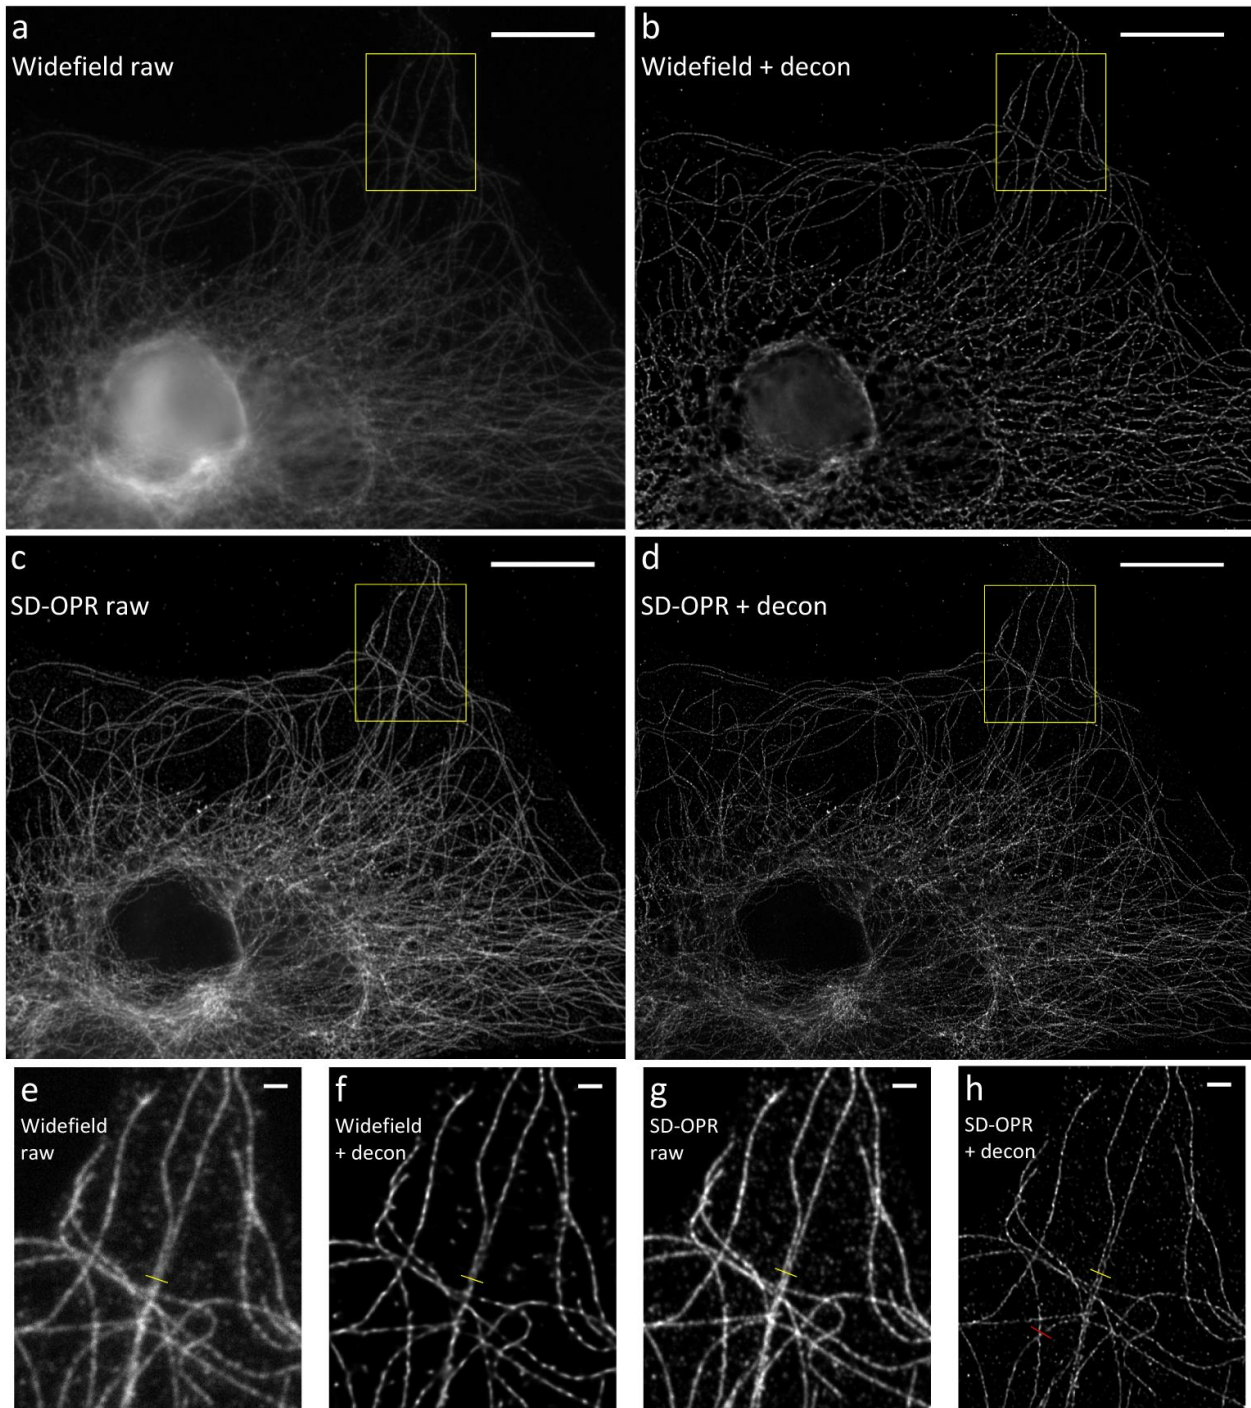 a
Widefield raw
b
Widefield + decon
c
SD-OPR raw
d
SD-OPR + decon
e
Widefield
raw
f
Widefield
+ decon
g
SD-OPR
raw
h
SD-OPR
+ decon